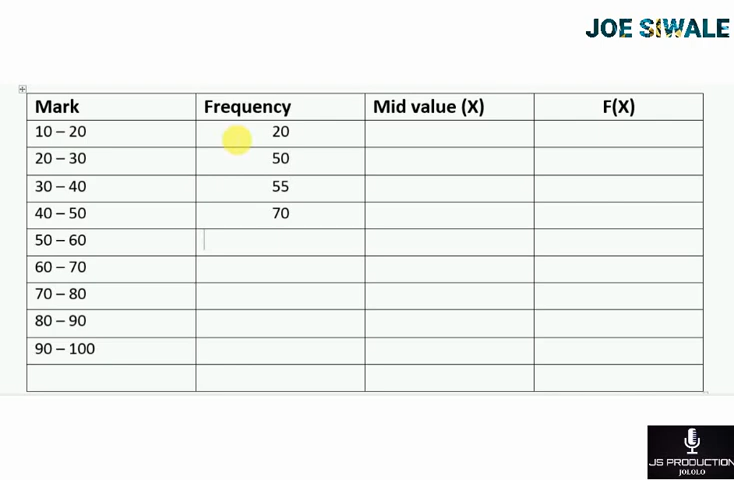 JOE SIWALE
Mark Frequency Mid value (X) F(X)
10 – 20 20
20 – 30 50
30 – 40 55
40 – 50 70
50 – 60
60 – 70
70 – 80
80 – 90
90 – 100
JS PRODUCTION
JOLOLO